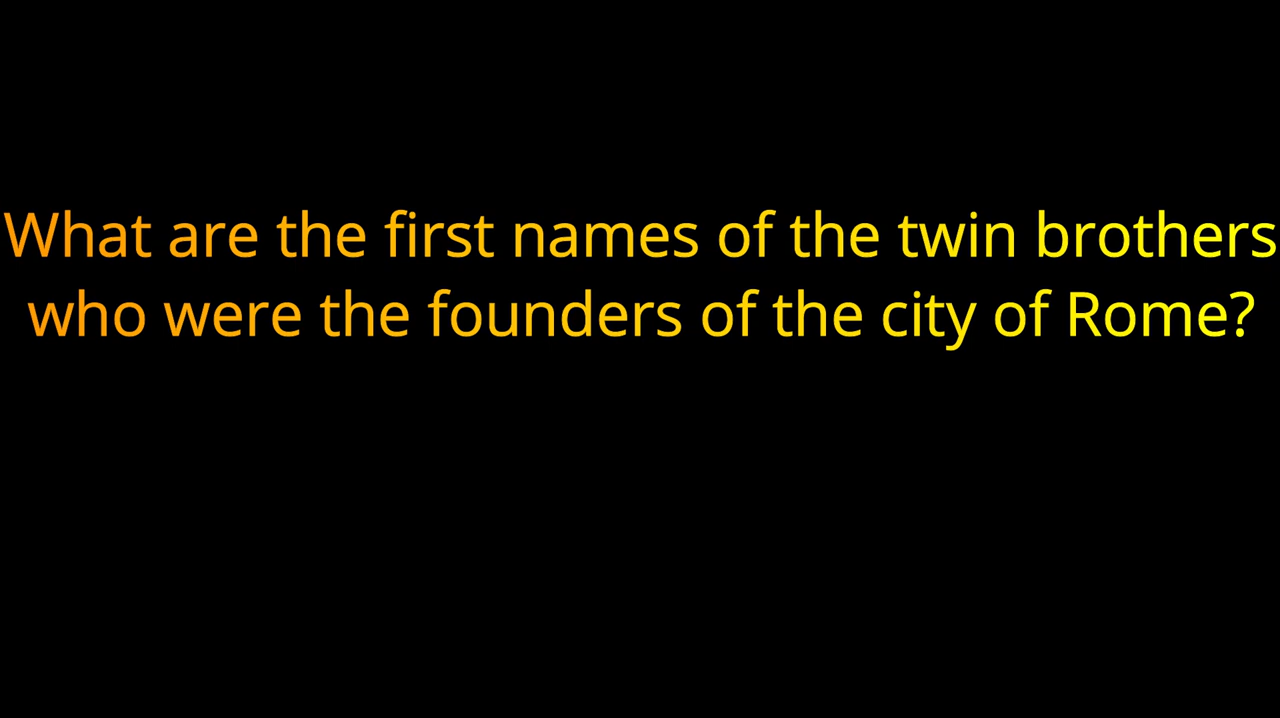 What are the first names of the twin brothers
who were the founders of the city of Rome?